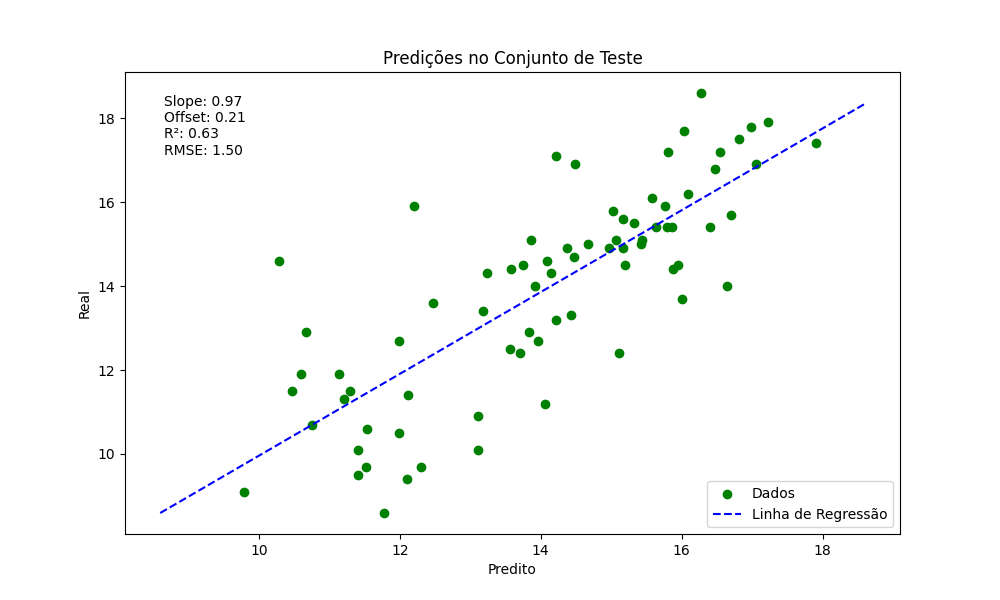 Predições no Conjunto de Teste
Slope: 0.97
Offset: 0.21
R²: 0.63
RMSE: 1.50
18
16
14
12
10
Real
Dados
Linha de Regressão
10 12 14 16 18
Predito